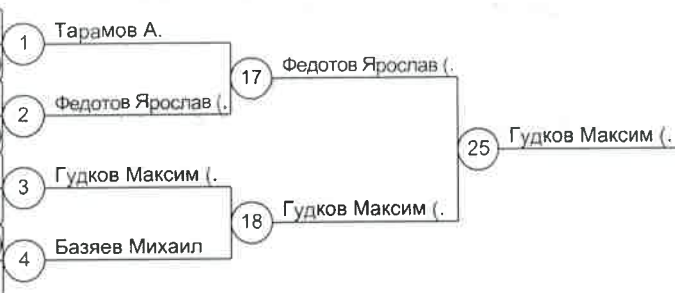 1
Тарамов А.
17
Федотов Ярослав (.
2
Федотов Ярослав (.
25
Гудков Максим (.
3
Гудков Максим (.
18
Гудков Максим (.
4
Базяев Михаил